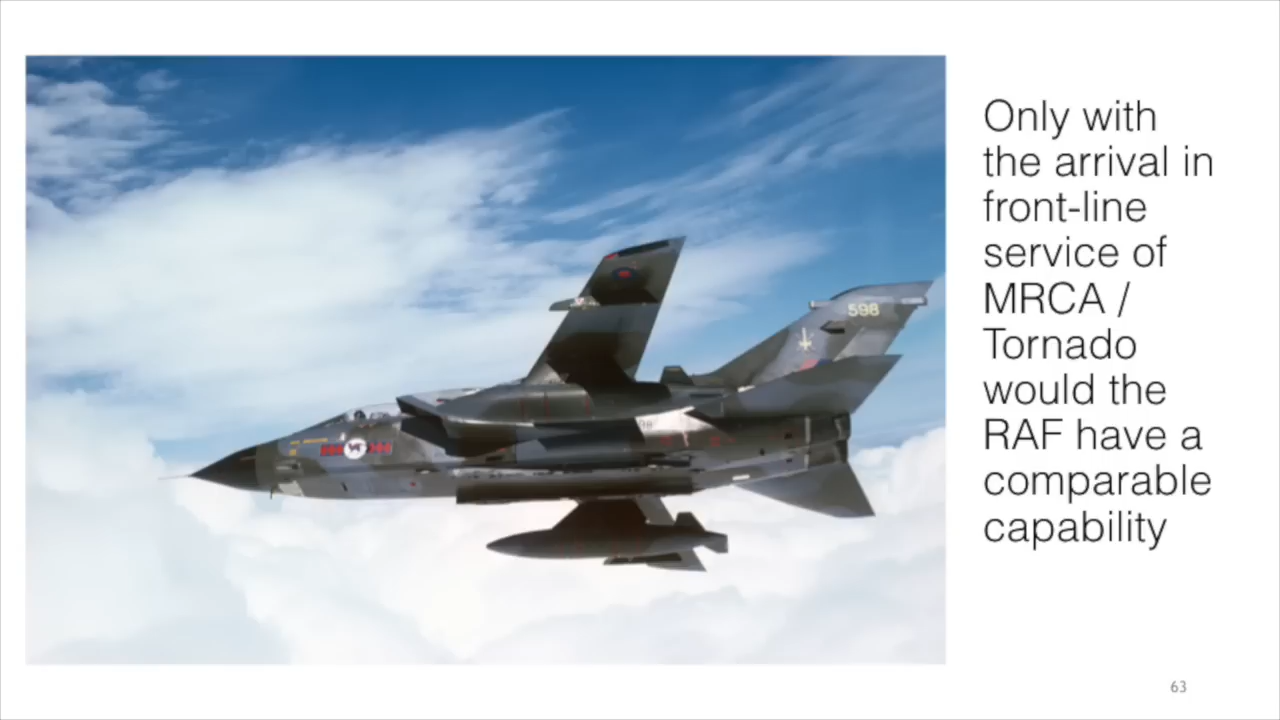 Only with
the arrival in
front-line
service of
MRCA /
Tornado
would the
RAF have a
comparable
capability
598
63